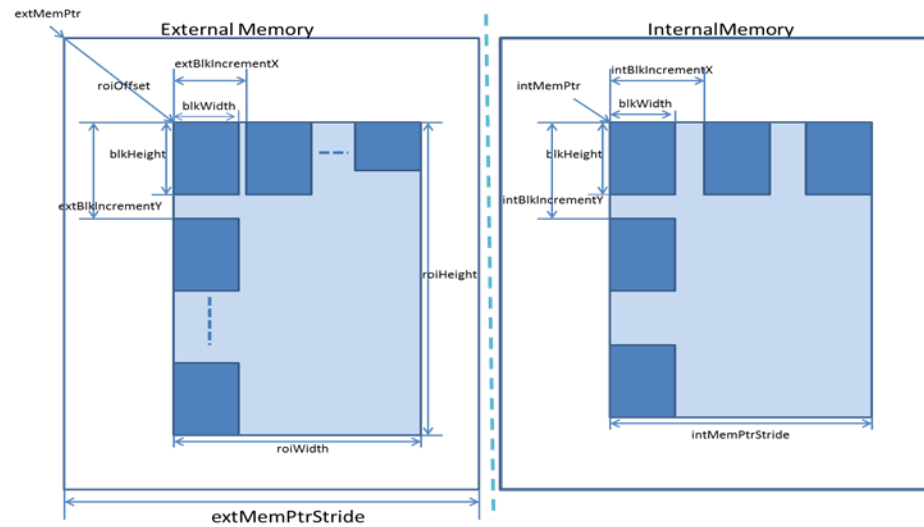 extMemPtr
External Memory
extBlkIncrementX
roiOffset
blkWidth
blkHeight
extBlkIncrementY
roiHeight
roiWidth
extMemPtrStride
InternalMemory
intBlkIncrementX
intMemPtr
blkWidth
blkHeight
intBlkIncrementY
intMemPtrStride